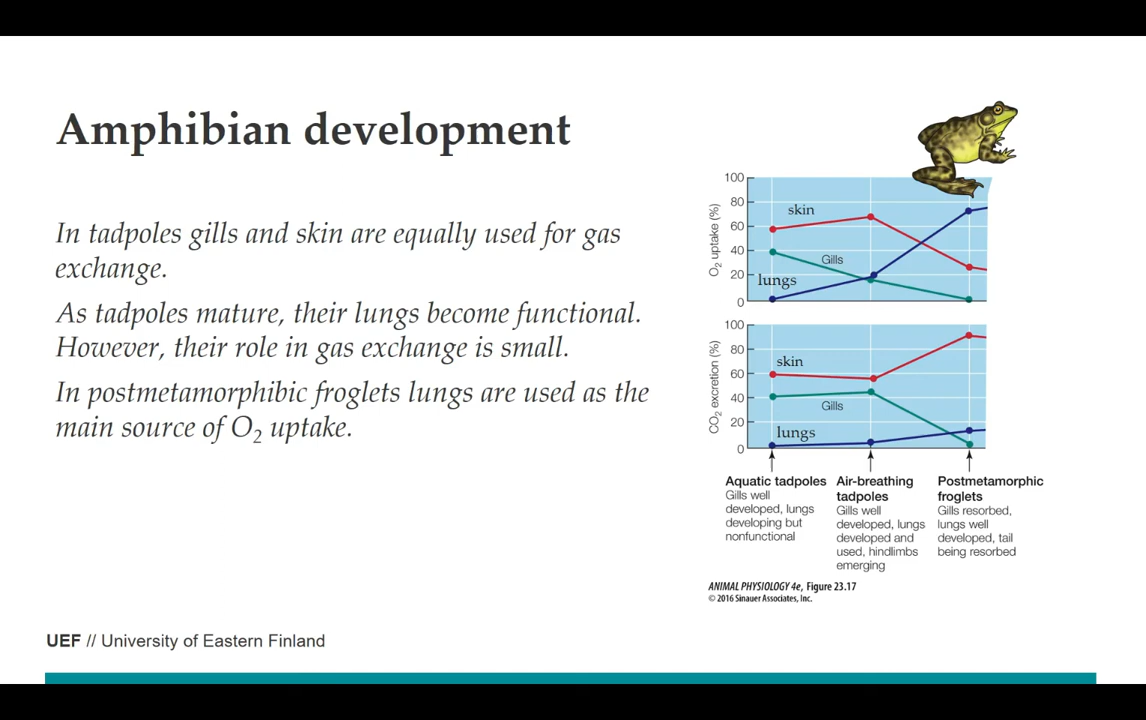 Amphibian development
In tadpoles gills and skin are equally used for gas
exchange.
As tadpoles mature, their lungs become functional.
However, their role in gas exchange is small.
In postmetamorphibic froglets lungs are used as the
main source of O₂ uptake.
100
80
60
40
20
0
O₂ uptake (%)
skin
Gills
lungs
100
80
60
40
20
0
CO₂ excretion (%)
skin
Gills
lungs
Aquatic tadpoles
Gills well
developed, lungs
developing but
nonfunctional
Air-breathing
tadpoles
Gills well
developed, lungs
developed and
used, hindlimbs
emerging
Postmetamorphic
froglets
Gills resorbed,
lungs well
developed, tail
being resorbed
ANIMAL PHYSIOLOGY 4e, Figure 23.17
© 2016 Sinauer Associates, Inc.
UEF // University of Eastern Finland